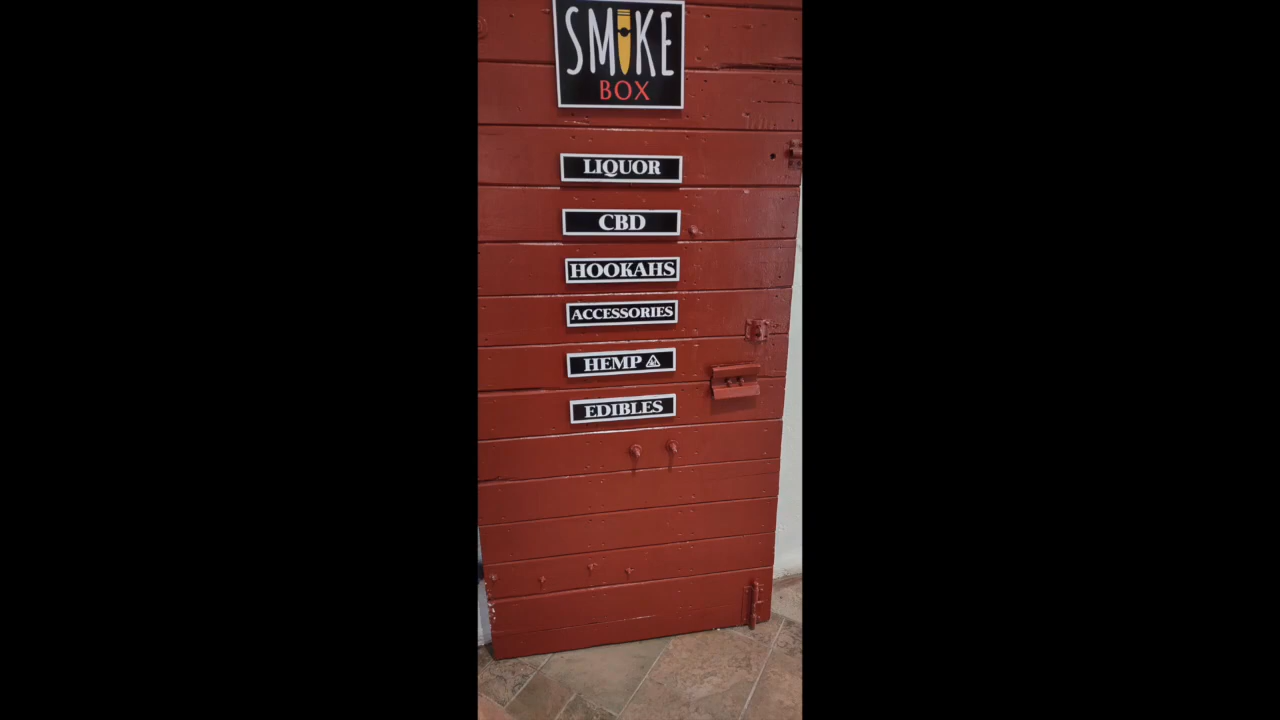 SMOKE
BOX
LIQUOR
CBD
HOOKAHS
ACCESSORIES
HEMP
EDIBLES